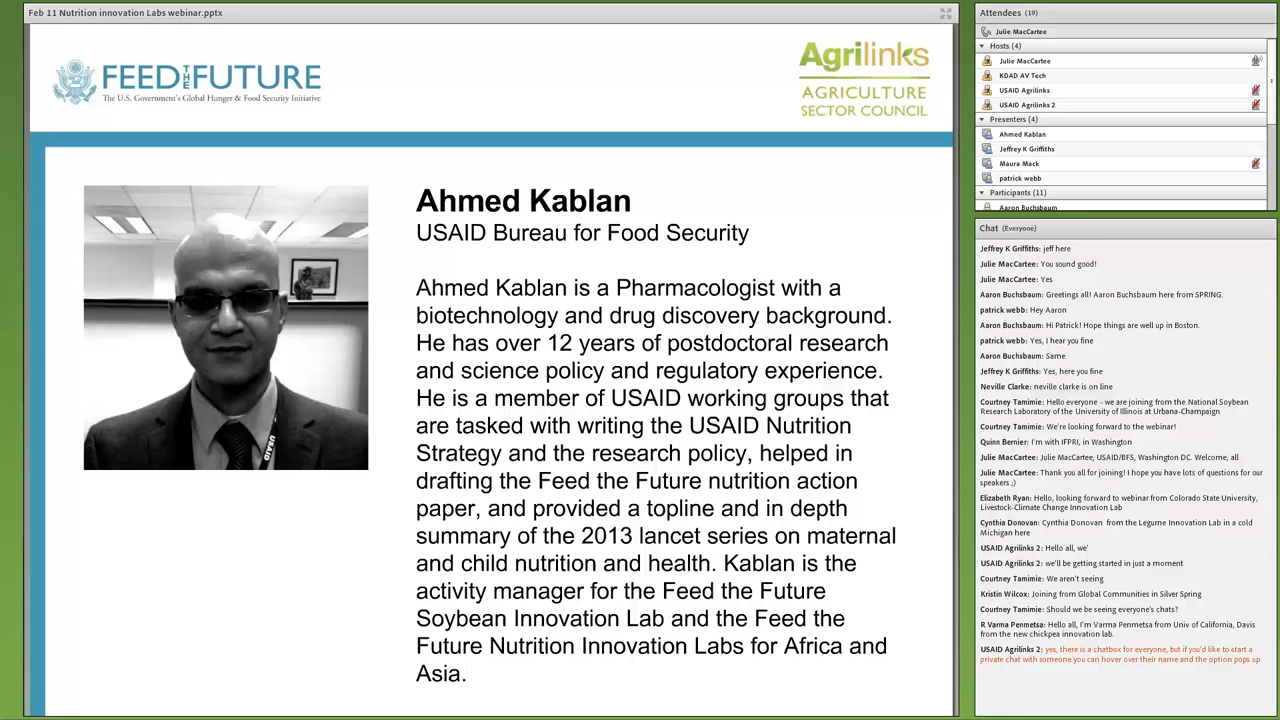 Feb 11 Nutrition innovation Labs webinar.pptx
FEED THE FUTURE
The U.S. Government's Global Hunger & Food Security Initiative
Agrilinks
AGRICULTURE
SECTOR COUNCIL
USAID
Ahmed Kablan
USAID Bureau for Food Security
Ahmed Kablan is a Pharmacologist with a
biotechnology and drug discovery background.
He has over 12 years of postdoctoral research
and science policy and regulatory experience.
He is a member of USAID working groups that
are tasked with writing the USAID Nutrition
Strategy and the research policy, helped in
drafting the Feed the Future nutrition action
paper, and provided a topline and in depth
summary of the 2013 lancet series on maternal
and child nutrition and health. Kablan is the
activity manager for the Feed the Future
Soybean Innovation Lab and the Feed the
Future Nutrition Innovation Labs for Africa and
Asia.
Attendees (19)
Julie MacCartee
Hosts (4)
Julie MacCartee
KDAD AV Tech
USAID Agrilinks
USAID Agrilinks 2
Presenters (4)
Ahmed Kablan
Jeffrey K Griffiths
Maura Mack
patrick webb
Participants (11)
Aaron Buchsbaum
Chat (Everyone)
Jeffrey K Griffiths: jeff here
Julie MacCartee: You sound good!
Julie MacCartee: Yes
Aaron Buchsbaum: Greetings all! Aaron Buchsbaum here from SPRING.
patrick webb: Hey Aaron
Aaron Buchsbaum: Hi Patrick! Hope things are well up in Boston.
patrick webb: Yes, I hear you fine
Aaron Buchsbaum: Same
Jeffrey K Griffiths: Yes, here you fine
Neville Clarke: neville clarke is on line
Courtney Tamimie: Hello everyone - we are joining from the National Soybean
Research Laboratory of the University of Illinois at Urbana-Champaign
Courtney Tamimie: We're looking forward to the webinar!
Quinn Bernier: I'm with IFPRI, in Washington
Julie MacCartee: Julie MacCartee, USAID/BFS, Washington DC. Welcome, all
Julie MacCartee: Thank you all for joining! I hope you have lots of questions for our
speakers ;)
Elizabeth Ryan: Hello, looking forward to webinar from Colorado State University,
Livestock-Climate Change Innovation Lab
Cynthia Donovan: Cynthia Donovan from the Legume Innovation Lab in a cold
Michigan here
USAID Agrilinks 2: Hello all, we'
USAID Agrilinks 2: we'll be getting started in just a moment
Courtney Tamimie: We aren't seeing
Kristin Wilcox: Joining from Global Communities in Silver Spring
Courtney Tamimie: Should we be seeing everyone's chats?
R Varma Penmetsa: Hello all, I'm Varma Penmetsa from Univ of California, Davis
from the new chickpea innovation lab.
USAID Agrilinks 2: yes, there is a chatbox for everyone, but if you'd like to start a
private chat with someone you can hover over their name and the option pops up